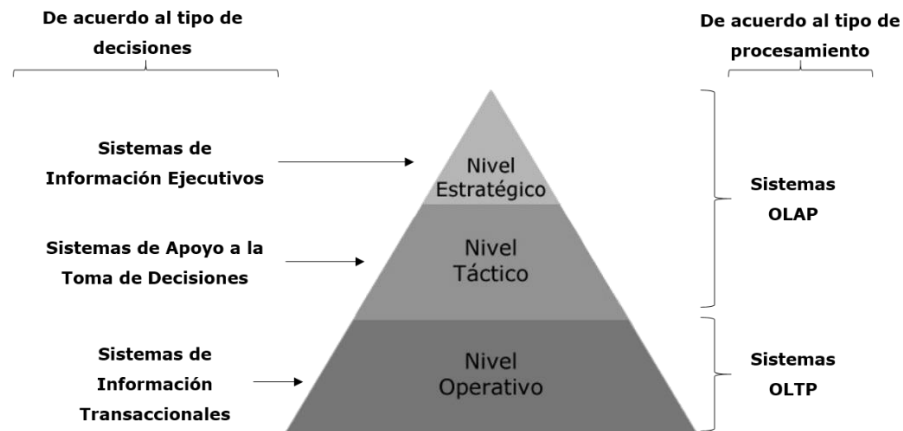 De acuerdo al tipo de
decisiones
De acuerdo al tipo de
procesamiento
Sistemas de
Información Ejecutivos
Nivel
Estratégico
Sistemas
OLAP
Sistemas de Apoyo a la
Toma de Decisiones
Nivel
Táctico
Sistemas de
Información
Transaccionales
Nivel
Operativo
Sistemas
OLTP